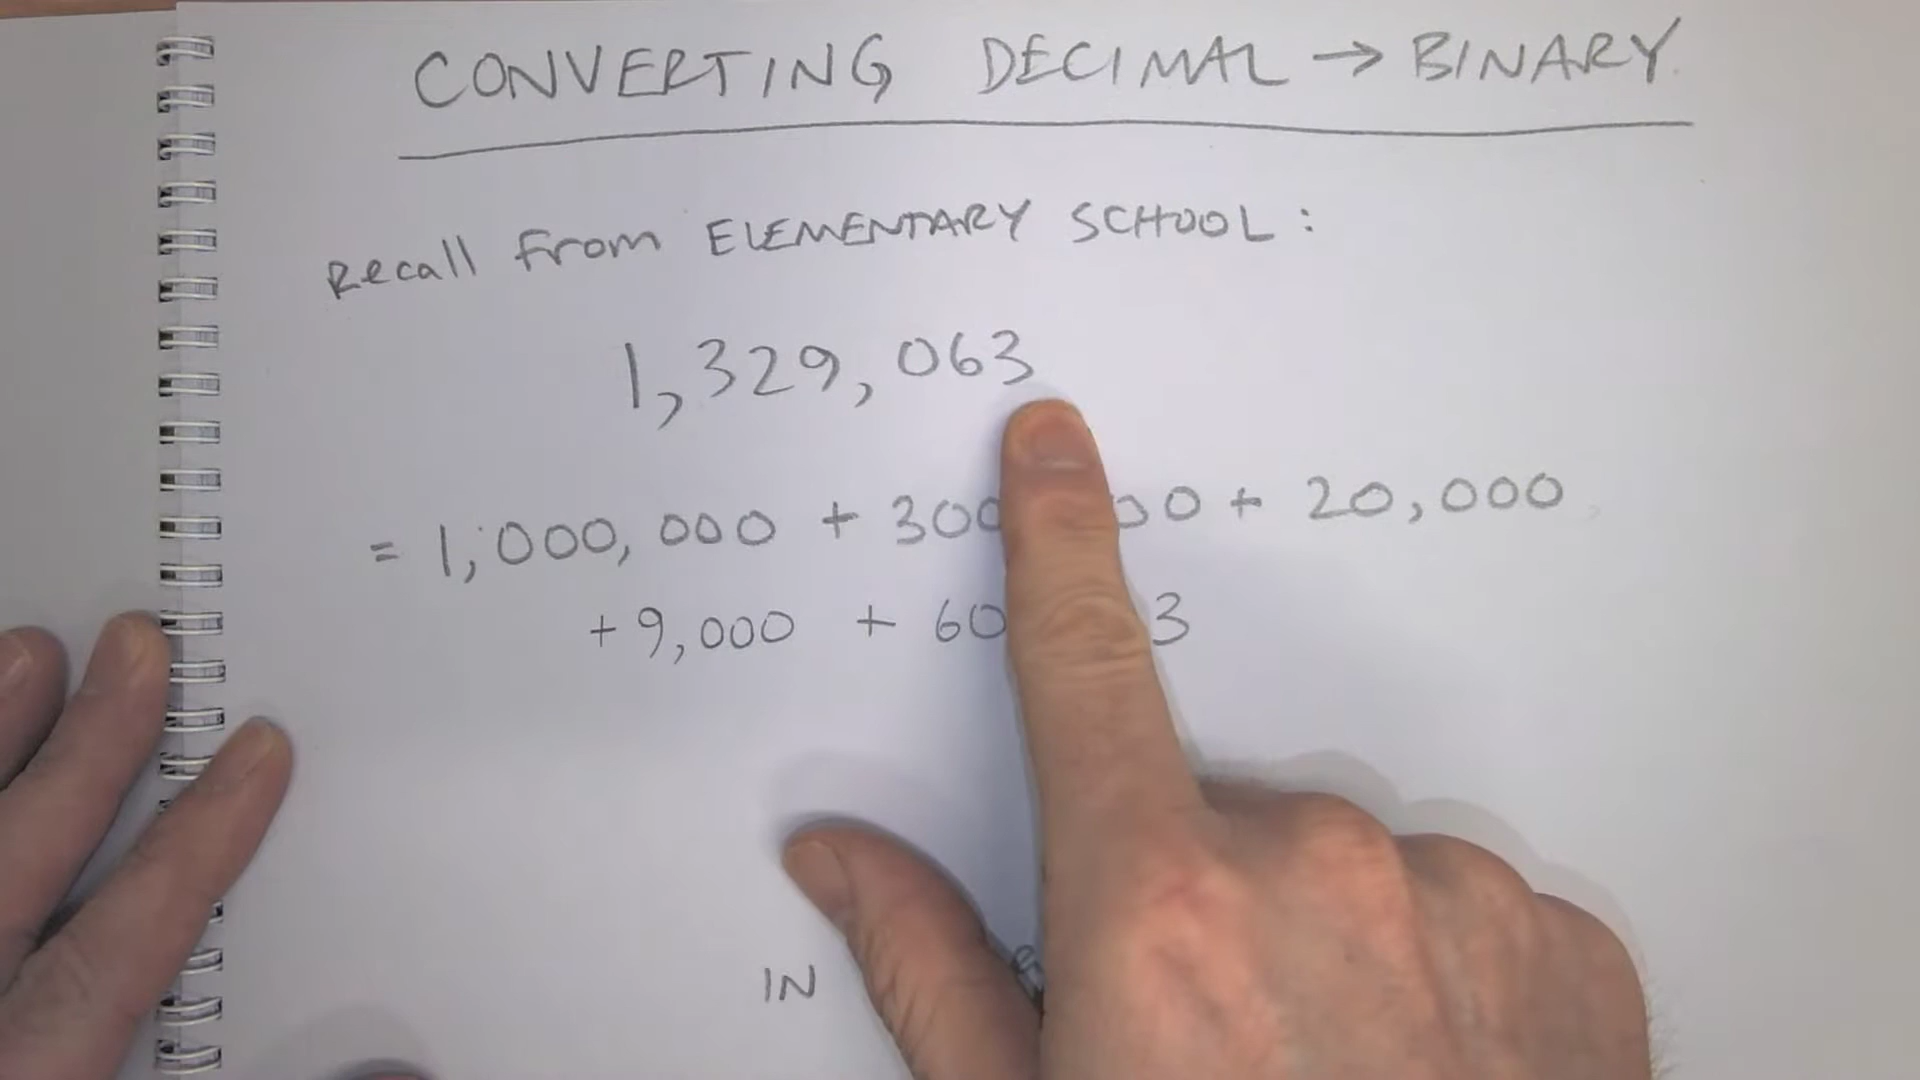 CONVERTING DECIMAL → BINARY
Recall From ELEMENTARY SCHOOL:
1,329,063
= 1,000,000 + 300 00 + 20,000
+ 9,000 + 60 3
IN